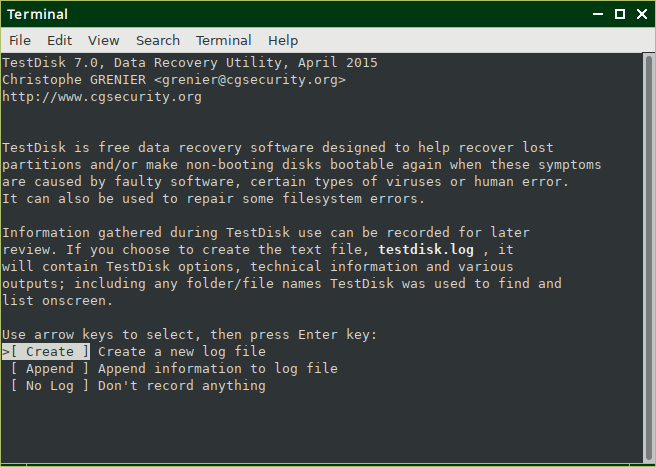 Terminal
File Edit View Search Terminal Help
TestDisk 7.0, Data Recovery Utility, April 2015
Christophe GRENIER <grenier@cgsecurity.org>
http://www.cgsecurity.org
TestDisk is free data recovery software designed to help recover lost
partitions and/or make non-booting disks bootable again when these symptoms
are caused by faulty software, certain types of viruses or human error.
It can also be used to repair some filesystem errors.
Information gathered during TestDisk use can be recorded for later
review. If you choose to create the text file, testdisk.log , it
will contain TestDisk options, technical information and various
outputs; including any folder/file names TestDisk was used to find and
list onscreen.
Use arrow keys to select, then press Enter key:
>[ Create ] Create a new log file
[ Append ] Append information to log file
[ No Log ] Don't record anything